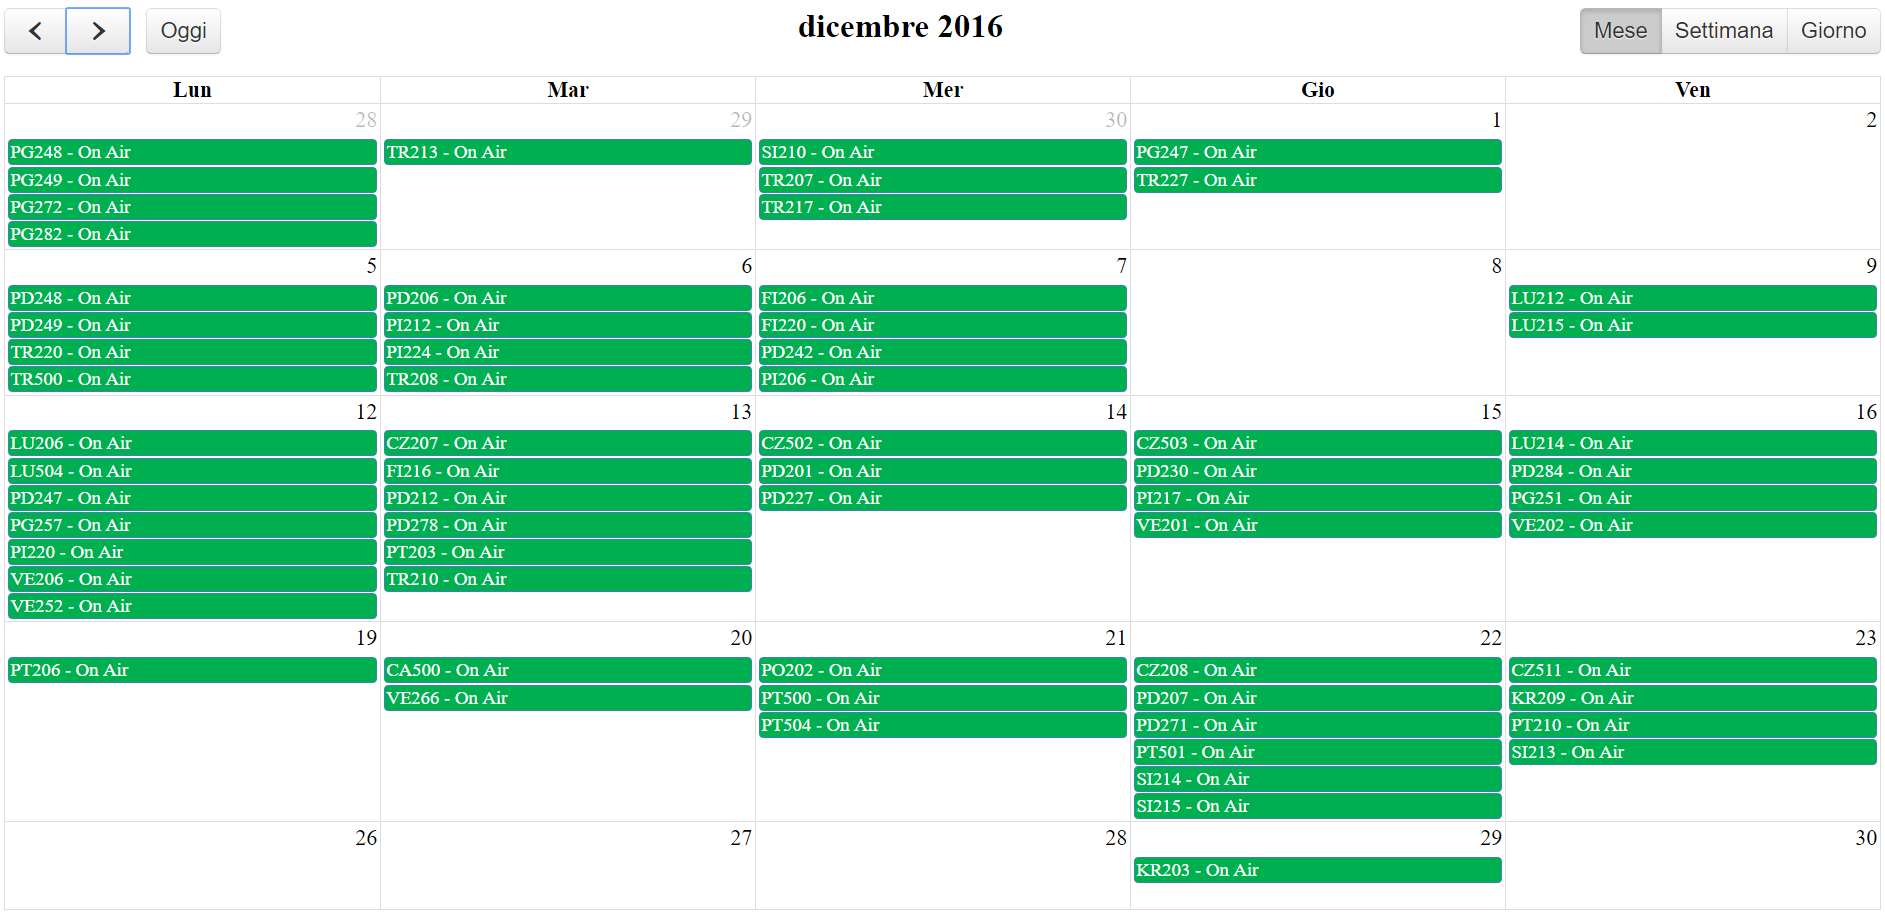 Oggi
dicembre 2016
Mese Settimana Giorno
Lun Mar Mer Gio Ven
28 29 30 1 2
PG248 - On Air TR213 - On Air SI210 - On Air PG247 - On Air
PG249 - On Air TR207 - On Air TR227 - On Air
PG272 - On Air TR217 - On Air
PG282 - On Air
5 6 7 8 9
PD248 - On Air PD206 - On Air FI206 - On Air LU212 - On Air
PD249 - On Air PI212 - On Air FI220 - On Air LU215 - On Air
TR220 - On Air PI224 - On Air PD242 - On Air
TR500 - On Air TR208 - On Air PI206 - On Air
12 13 14 15 16
LU206 - On Air CZ207 - On Air CZ502 - On Air CZ503 - On Air LU214 - On Air
LU504 - On Air FI216 - On Air PD201 - On Air PD230 - On Air PD284 - On Air
PD247 - On Air PD212 - On Air PD227 - On Air PI217 - On Air PG251 - On Air
PG257 - On Air PD278 - On Air VE201 - On Air VE202 - On Air
PI220 - On Air PT203 - On Air
VE206 - On Air TR210 - On Air
VE252 - On Air
19 20 21 22 23
PT206 - On Air CA500 - On Air PO202 - On Air CZ208 - On Air CZ511 - On Air
VE266 - On Air PT500 - On Air PD207 - On Air KR209 - On Air
PT504 - On Air PD271 - On Air PT210 - On Air
PT501 - On Air SI213 - On Air
SI214 - On Air
SI215 - On Air
26 27 28 29 30
KR203 - On Air